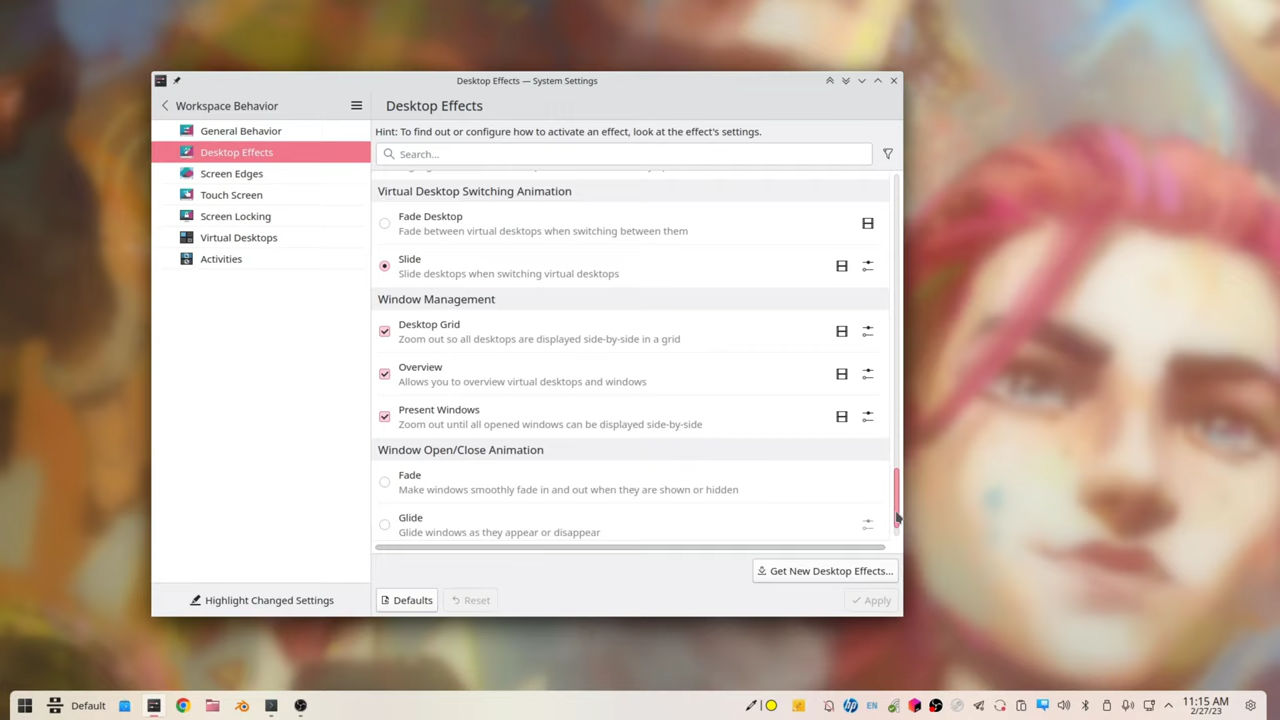 Desktop Effects — System Settings
Workspace Behavior
General Behavior
Desktop Effects
Screen Edges
Touch Screen
Screen Locking
Virtual Desktops
Activities
Highlight Changed Settings
Desktop Effects
Hint: To find out or configure how to activate an effect, look at the effect's settings.
Search...
Virtual Desktop Switching Animation
Fade Desktop
Fade between virtual desktops when switching between them
Slide
Slide desktops when switching virtual desktops
Window Management
Desktop Grid
Zoom out so all desktops are displayed side-by-side in a grid
Overview
Allows you to overview virtual desktops and windows
Present Windows
Zoom out until all opened windows can be displayed side-by-side
Window Open/Close Animation
Fade
Make windows smoothly fade in and out when they are shown or hidden
Glide
Glide windows as they appear or disappear
Get New Desktop Effects...
Defaults
Reset
Apply
Default
hp
EN
11:15 AM
2/27/23